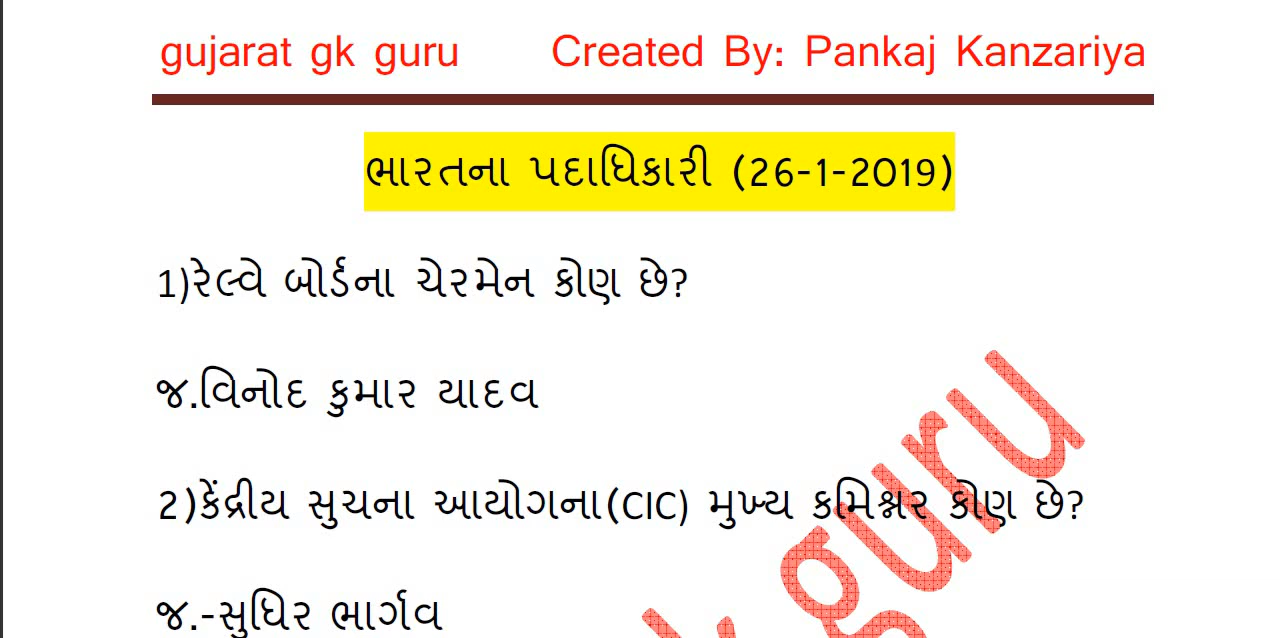 gujarat gk guru Created By: Pankaj Kanzariya
ભારતના પદાધિકારી (26-1-2019)
1)રેલ્વે બોર્ડના ચેરમેન કોણ છે?
જ.વિનોદ કુમાર યાદવ
2)કેંદ્રીય સુચના આયોગના(CIC) મુખ્ય કમિશ્નર કોણ છે?
જ.-સુધિર ભાર્ગવ
k guru